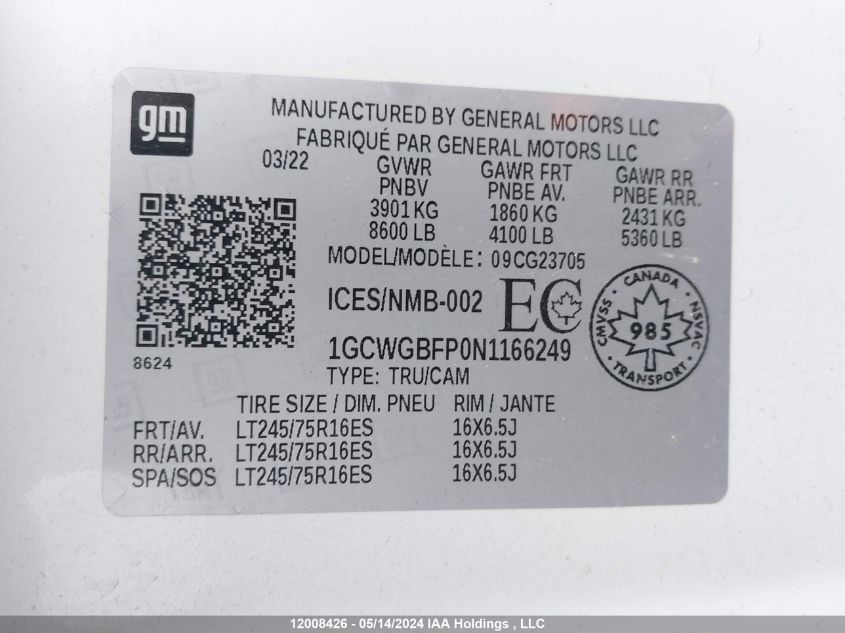 gm
MANUFACTURED BY GENERAL MOTORS LLC
FABRIQUÉ PAR GENERAL MOTORS LLC
03/22 GVWR GAWR FRT GAWR RR
PNBV PNBE AV. PNBE ARR.
3901 KG 1860 KG 2431 KG
8600 LB 4100 LB 5360 LB
MODEL/MODÈLE: 09CG23705
ICES/NMB-002 EC
CANADA
CMVSS 985 NSVAC
TRANSPORT
1GCWGBFP0N1166249
8624
TYPE: TRU/CAM
TIRE SIZE / DIM. PNEU RIM / JANTE
FRT/AV. LT245/75R16ES 16X6.5J
RR/ARR. LT245/75R16ES 16X6.5J
SPA/SOS LT245/75R16ES 16X6.5J
12008426 - 05/14/2024 IAA Holdings , LLC